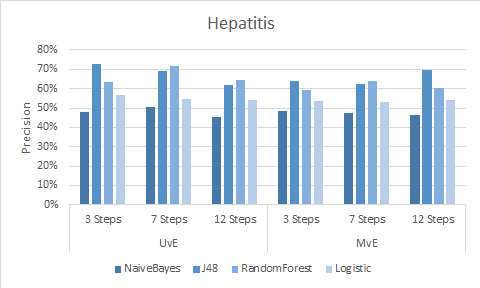 Hepatitis
Precision
80%
70%
60%
50%
40%
30%
20%
10%
0%
3 Steps 7 Steps 12 Steps 3 Steps 7 Steps 12 Steps
UvE MvE
NaiveBayes J48 RandomForest Logistic